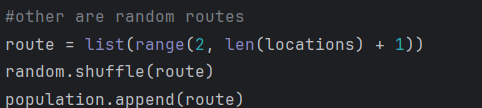 #other are random routes
route = list(range(2, len(locations) + 1))
random.shuffle(route)
population.append(route)